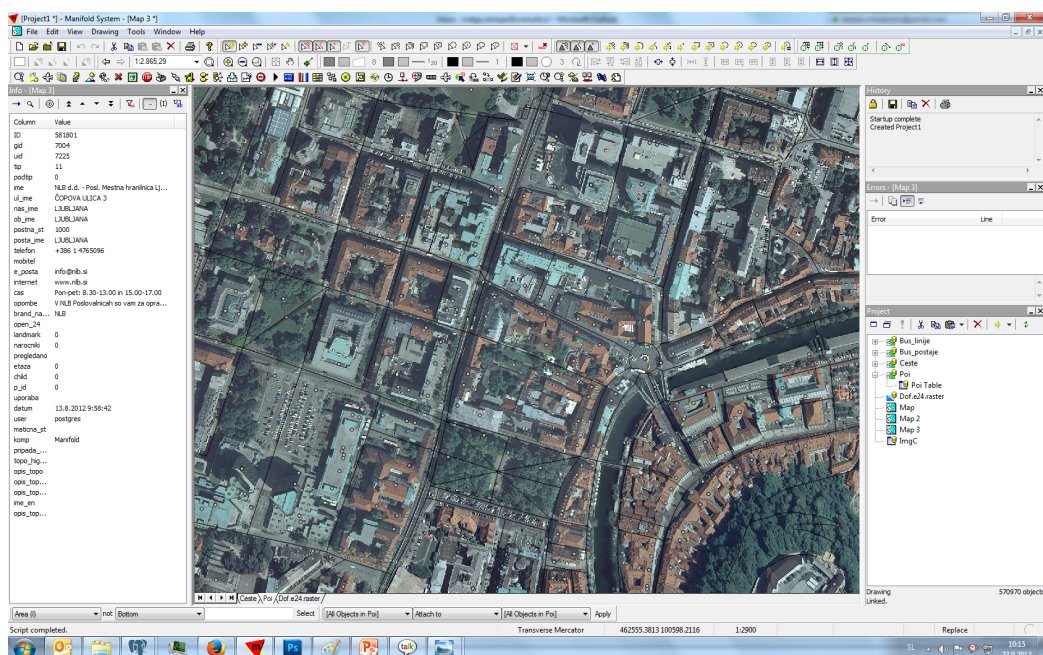 [Project1 *] - Manifold System - [Map 3 *]
File Edit View Drawing Tools Window Help
1:2.865,29
8
1
3
Info - [Map 3]
Column Value
ID 581801
gid 7004
uid 7225
tip 11
podtip 0
ime NLB d.d. - Posl. Mestna hranilnica Lj...
ul_ime ČOPOVA ULICA 3
nas_ime LJUBLJANA
ob_ime LJUBLJANA
postna_st 1000
posta_ime LJUBLJANA
telefon +386 1 4765096
mobitel
e_posta info@nlb.si
internet www.nlb.si
cas Pon-pet: 8.30-13.00 in 15.00-17.00
opombe V NLB Poslovalnicah so vam za opra...
brand_na... NLB
open_24
landmark 0
narocniki 0
pregledano
etaza 0
child 0
p_id 0
uporaba
datum 13.8.2012 9:58:42
user postgres
maticna_st
komp Manifold
pripada_...
topo_hig...
opis_topo
opis_top...
opis_top...
ime_en
opis_top...
Ceste Poi Dof.e24.raster
History
Startup complete
Created Project1
Errors - [Map 3]
Error Line
Project
Bus_linije
Bus_postaje
Ceste
Poi
Poi Table
Dof.e24.raster
Map
Map 2
Map 3
ImgC
Drawing 570970 objects
Linked.
Area (I) not Bottom Select [All Objects in Poi] Attach to [All Objects in Poi] Apply
Script completed. Transverse Mercator 462555.3813 100598.2116 1:2900 Replace
Ps talk SL 10:15